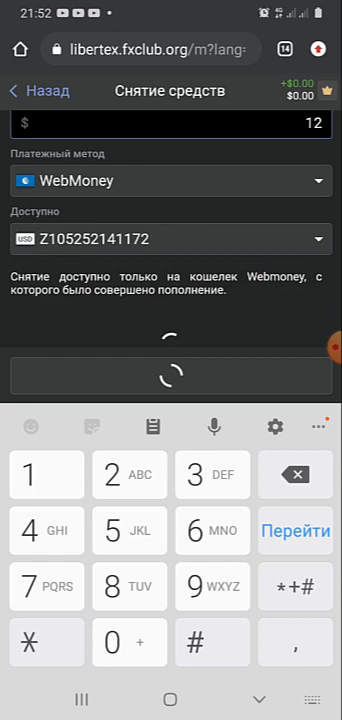 21:52
libertex.fxclub.org/m?lang=
14
Назад
Снятие средств
+$0.00
$0.00
$ 12
Платежный метод
WebMoney
Доступно
USD Z105252141172
Снятие доступно только на кошелек Webmoney, с
которого было совершено пополнение.
1
2 ABC
3 DEF
4 GHI
5 JKL
6 MNO
Перейти
7 PQRS
8 TUV
9 WXYZ
*+#
0 +
#
,